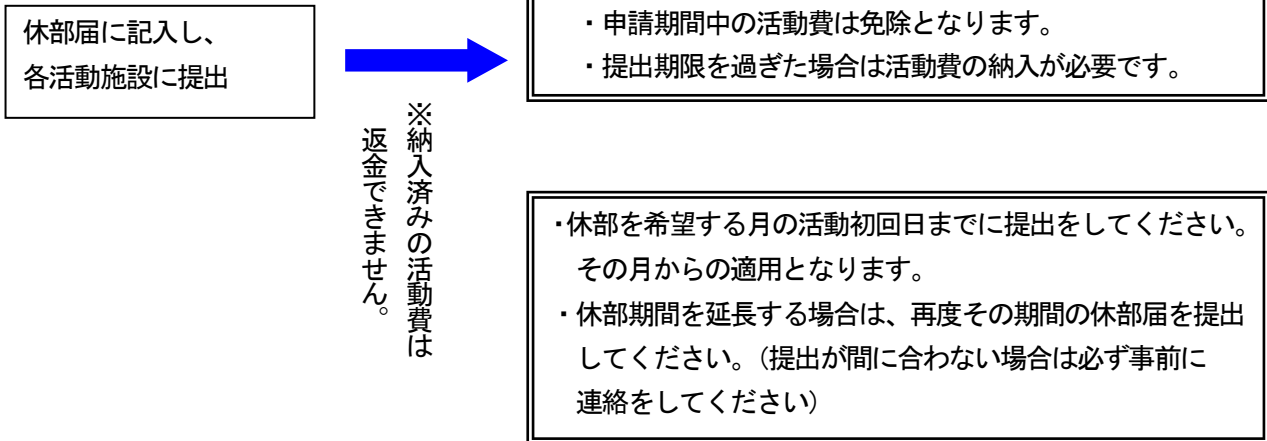 休部届に記入し、
各活動施設に提出
・申請期間中の活動費は免除となります。
・提出期限を過ぎた場合は活動費の納入が必要です。
※納入済みの活動費は
返金できません。
・休部を希望する月の活動初回日までに提出をしてください。
その月からの適用となります。
・休部期間を延長する場合は、再度その期間の休部届を提出
してください。（提出が間に合わない場合は必ず事前に
連絡をしてください）